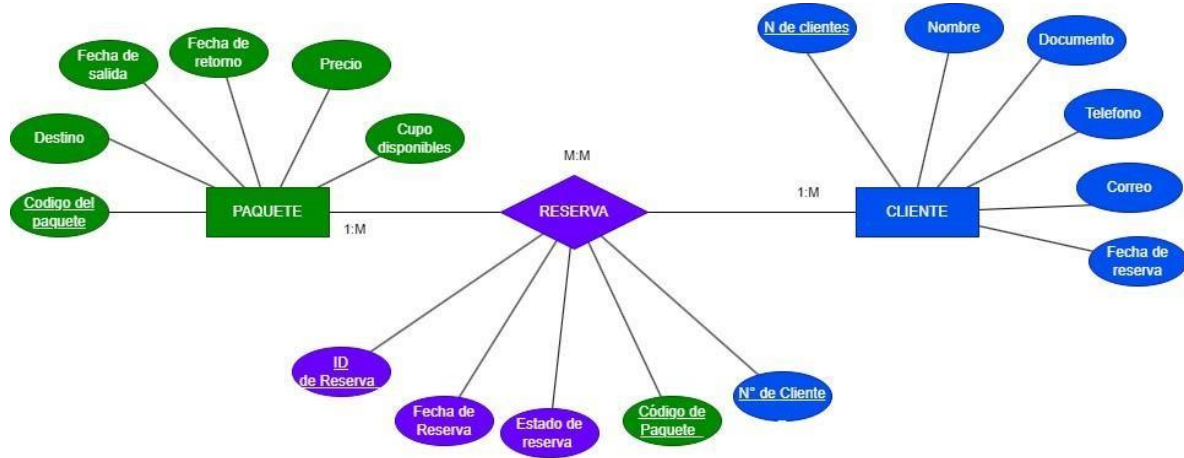 Fecha de
salida
Fecha de
retorno
Precio
Destino
Cupo
disponibles
Codigo del
paquete
PAQUETE
1:M
M:M
RESERVA
1:M
CLIENTE
N de clientes
Nombre
Documento
Telefono
Correo
Fecha de
reserva
ID
de Reserva
Fecha de
Reserva
Estado de
reserva
Código de
Paquete
N° de Cliente